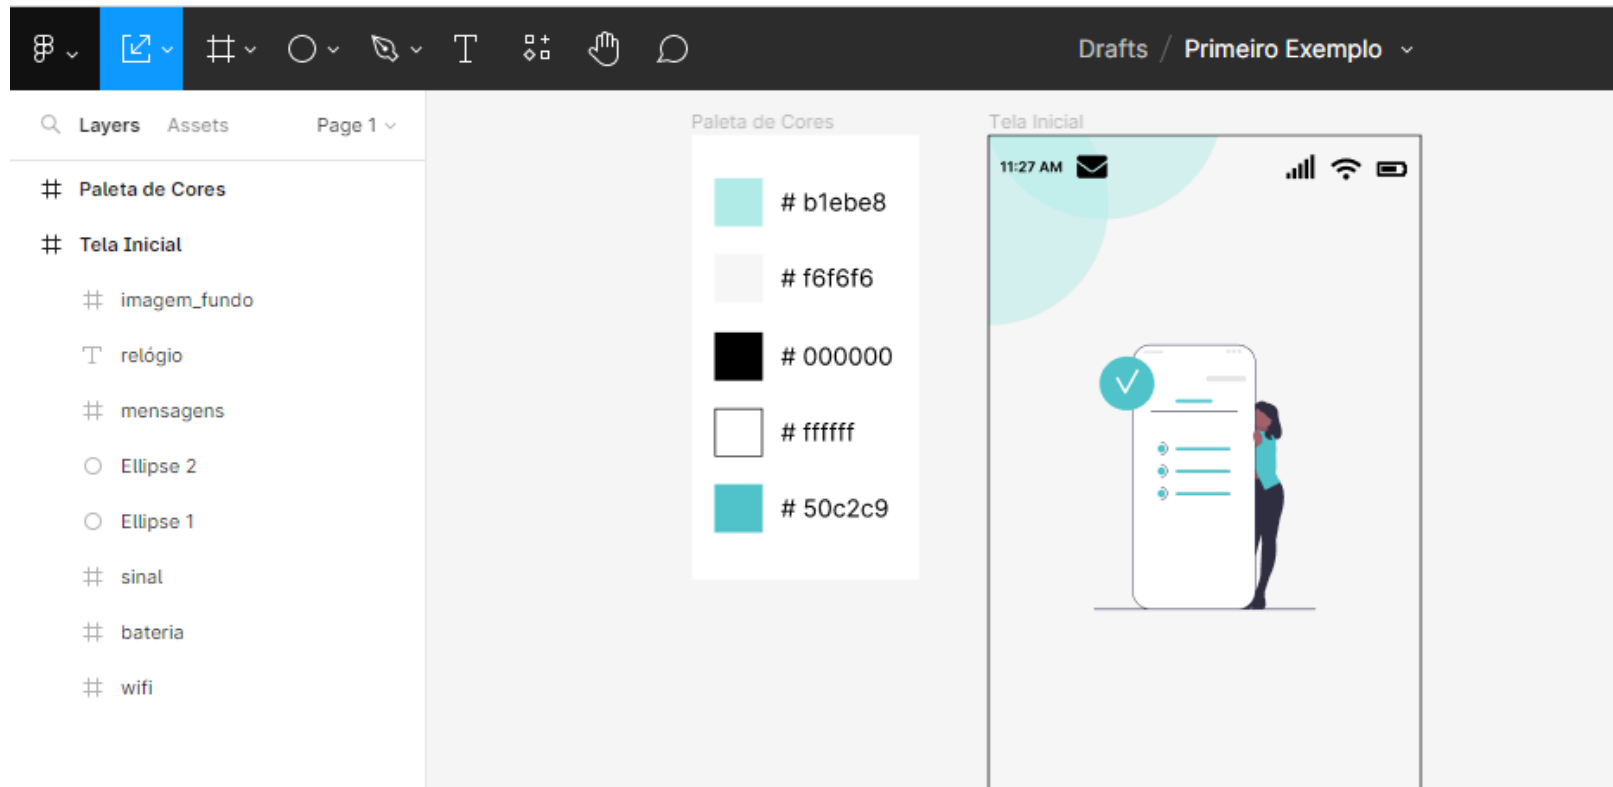 Drafts / Primeiro Exemplo
Layers Assets Page 1
Paleta de Cores
Tela Inicial
imagem_fundo
relógio
mensagens
Ellipse 2
Ellipse 1
sinal
bateria
wifi
Paleta de Cores
# b1ebe8
# f6f6f6
# 000000
# ffffff
# 50c2c9
Tela Inicial
11:27 AM